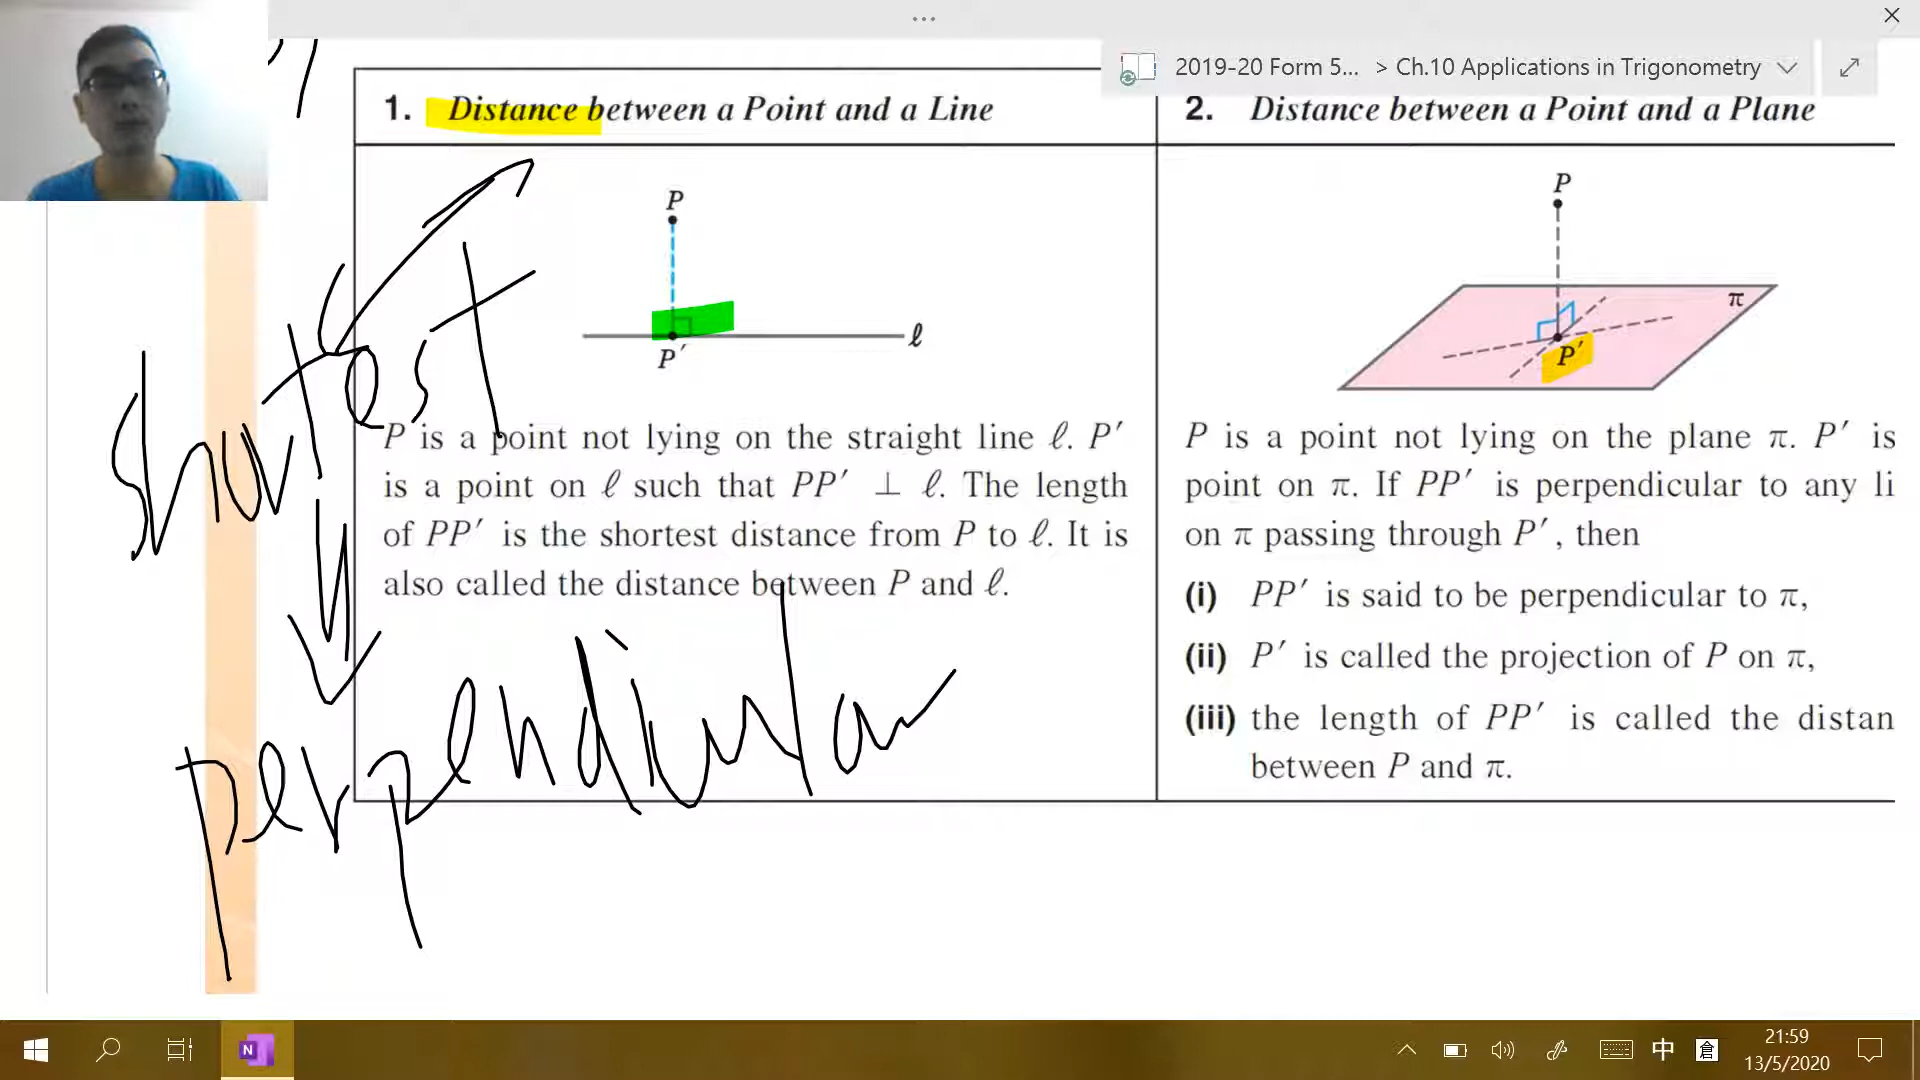 2019-20 Form 5... > Ch.10 Applications in Trigonometry
1. Distance between a Point and a Line
2. Distance between a Point and a Plane
P
P′
ℓ
P
π
P′
shortest
P is a point not lying on the straight line ℓ. P′
is a point on ℓ such that PP′ ⊥ ℓ. The length
of PP′ is the shortest distance from P to ℓ. It is
also called the distance between P and ℓ.
perpendicular
P is a point not lying on the plane π. P′ is
point on π. If PP′ is perpendicular to any li
on π passing through P′, then
(i) PP′ is said to be perpendicular to π,
(ii) P′ is called the projection of P on π,
(iii) the length of PP′ is called the distan
between P and π.
N
中
倉
21:59
13/5/2020